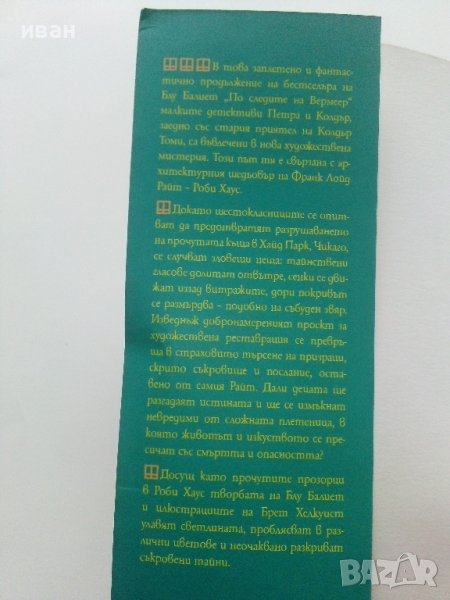 иван
В това заплетено и фантас-
тично продължение на бестселъра на
Блу Балиет „По следите на Вермеер"
малките детективи Петра и Колдър,
заедно със стария приятел на Колдър
Томи, са въвлечени в нова художествена
мистерия. Този път тя е свързана с ар-
хитектурния шедьовър на Франк Лойд
Райт - Роби Хаус.
Докато шестокласниците се опит-
ват да предотвратят разрушаването
на прочутата къща в Хайд Парк, Чикаго,
се случват зловещи неща: тайнствени
гласове долитат отвътре, сенки се дви-
жат иззад витражите, дори покривът
се размърдва - подобно на събуден звяр.
Изведнъж добронамереният проект за
художествена реставрация се превръ-
ща в страховито търсене на призраци,
скрито съкровище и послание, оста-
вено от самия Райт. Дали децата ще
разгадаят истината и ще се измъкнат
невредими от сложната плетеница, в
която животът и изкуството се пре-
сичат със смъртта и опасността?
Досущ като прочутите прозорци
в Роби Хаус творбата на Блу Балиет
и илюстрациите на Брет Хелкуист
улавят светлината, проблясват в раз-
лични цветове и неочаквано разкриват
съкровени тайни.
BAZAR